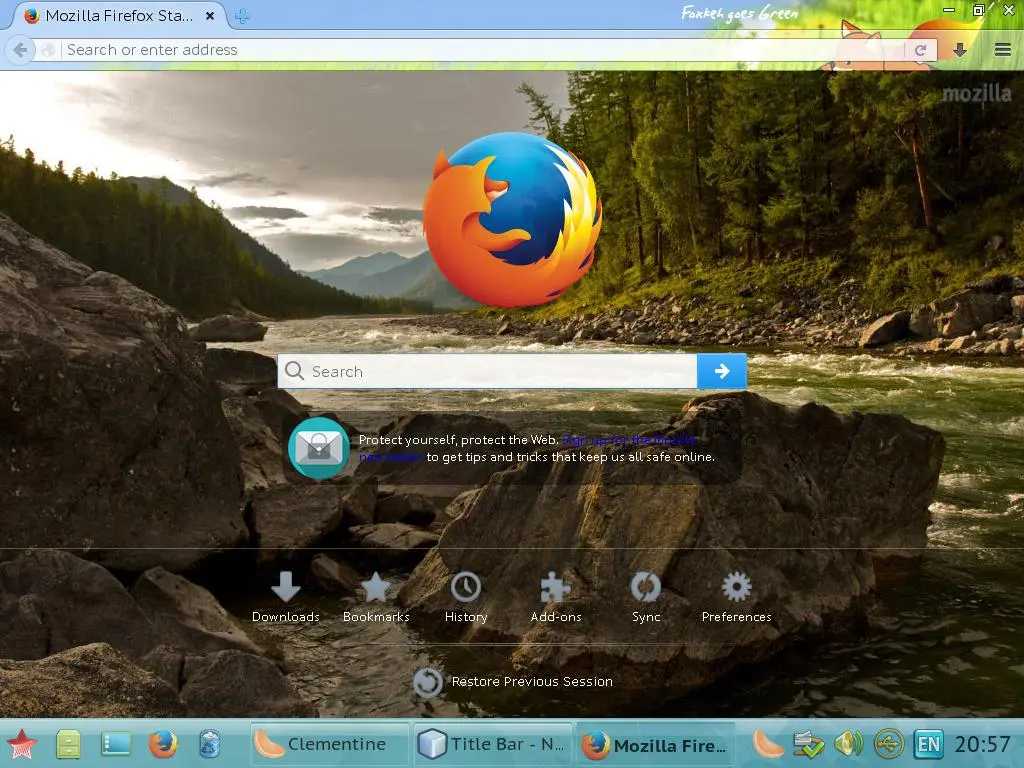 Mozilla Firefox Sta...
Foxkeh goes Green
Search or enter address
mozilla
Search
Protect yourself, protect the Web. Sign up for the Mozilla
newsletter to get tips and tricks that keep us all safe online.
Downloads
Bookmarks
History
Add-ons
Sync
Preferences
Restore Previous Session
Clementine
Title Bar - N...
Mozilla Fire...
EN
20:57